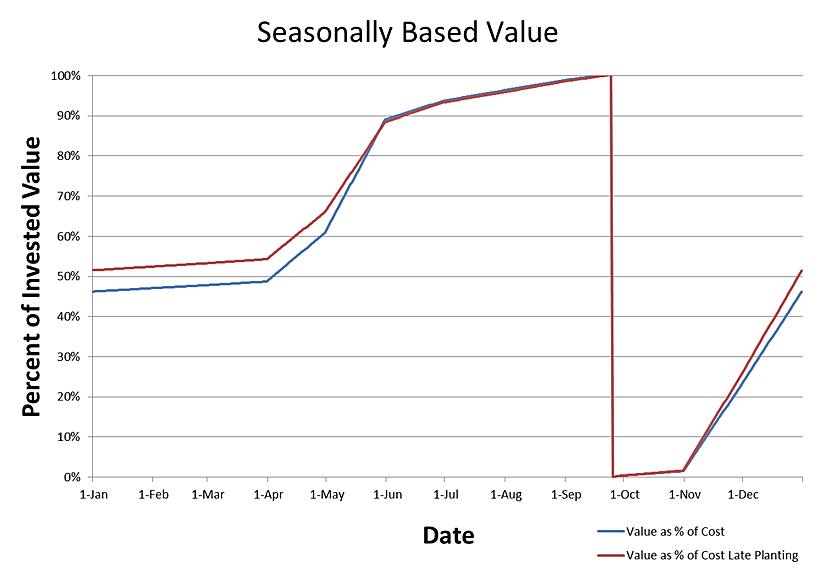 Seasonally Based Value
Percent of Invested Value
100%
90%
80%
70%
60%
50%
40%
30%
20%
10%
0%
1-Jan 1-Feb 1-Mar 1-Apr 1-May 1-Jun 1-Jul 1-Aug 1-Sep 1-Oct 1-Nov 1-Dec
Date
Value as % of Cost
Value as % of Cost Late Planting